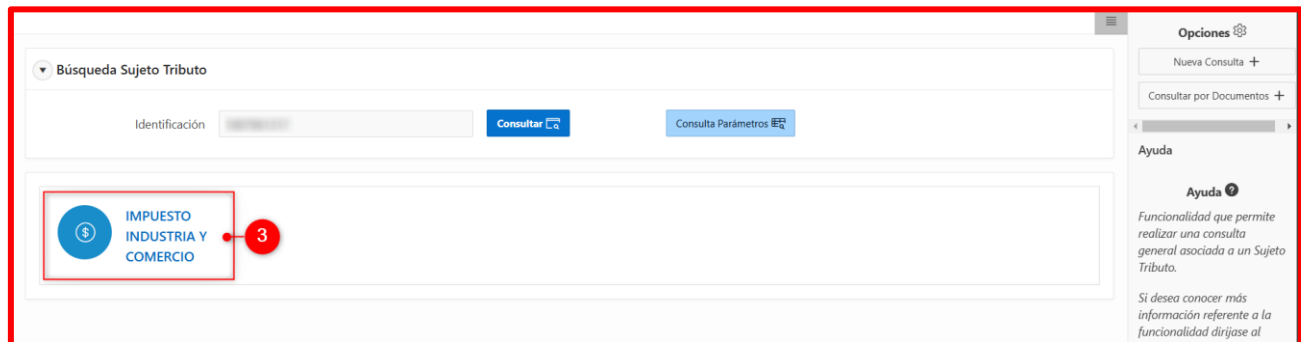 Búsqueda Sujeto Tributo
Identificación
Consultar
Consulta Parámetros
IMPUESTO
INDUSTRIA Y
COMERCIO
3
Opciones
Nueva Consulta +
Consultar por Documentos +
Ayuda
Ayuda
Funcionalidad que permite
realizar una consulta
general asociada a un Sujeto
Tributo.
Si desea conocer más
información referente a la
funcionalidad dirijase al